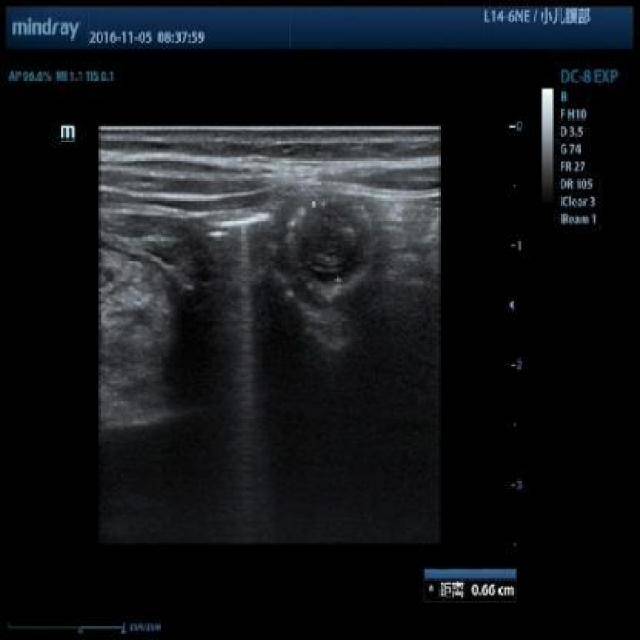 mindray
2016-11-05 08:37:59
L14-6NE / 小儿腹部
AP 96.6% MI 1.1 TIS 0.1
DC-8 EXP
B
F H10
D 3.5
G 74
FR 27
DR 105
iClear 3
iBeam 1
m
0
1
2
3
距离 0.66 cm